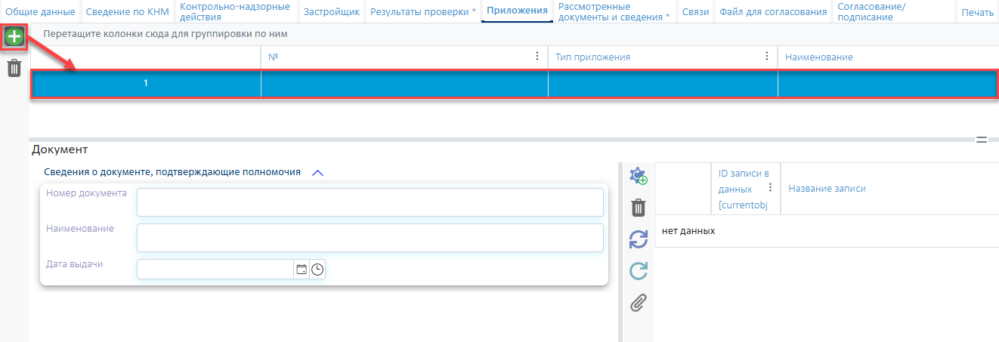 Общие данные
Сведение по КНМ
Контрольно-надзорные
действия
Застройщик
Результаты проверки *
Приложения
Рассмотренные
документы и сведения *
Связи
Файл для согласования
Согласование/
подписание
Печать
Перетащите колонки сюда для группировки по ним
№
Тип приложения
Наименование
1
Документ
Сведения о документе, подтверждающие полномочия
Номер документа
Наименование
Дата выдачи
ID записи в
данных
[currentobj
Название записи
нет данных